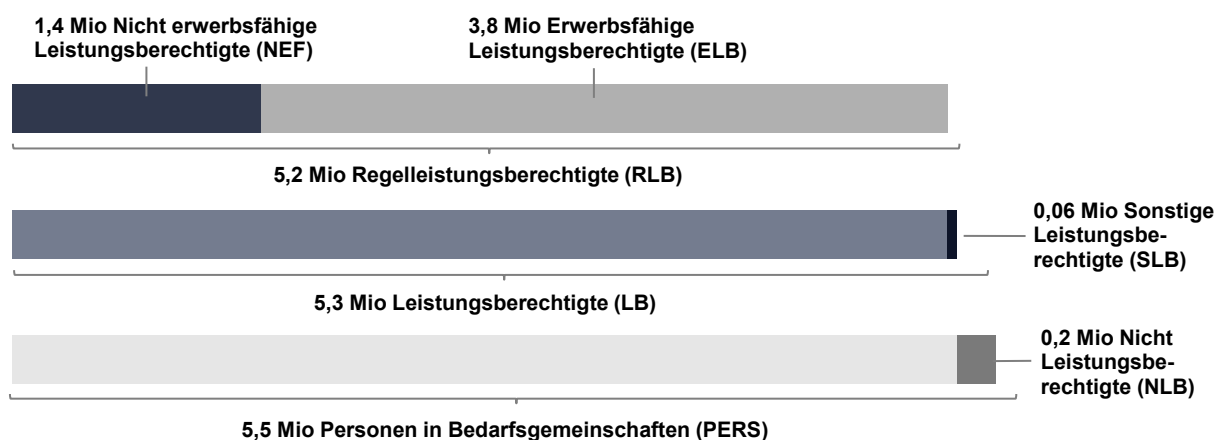 1,4 Mio Nicht erwerbsfähige
Leistungsberechtigte (NEF)
3,8 Mio Erwerbsfähige
Leistungsberechtigte (ELB)
5,2 Mio Regelleistungsberechtigte (RLB)
0,06 Mio Sonstige
Leistungsbe-
rechtigte (SLB)
5,3 Mio Leistungsberechtigte (LB)
0,2 Mio Nicht
Leistungsbe-
rechtigte (NLB)
5,5 Mio Personen in Bedarfsgemeinschaften (PERS)